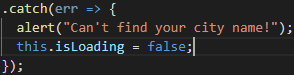 .catch(err => {
  alert("Can't find your city name!");
  this.isLoading = false;
});